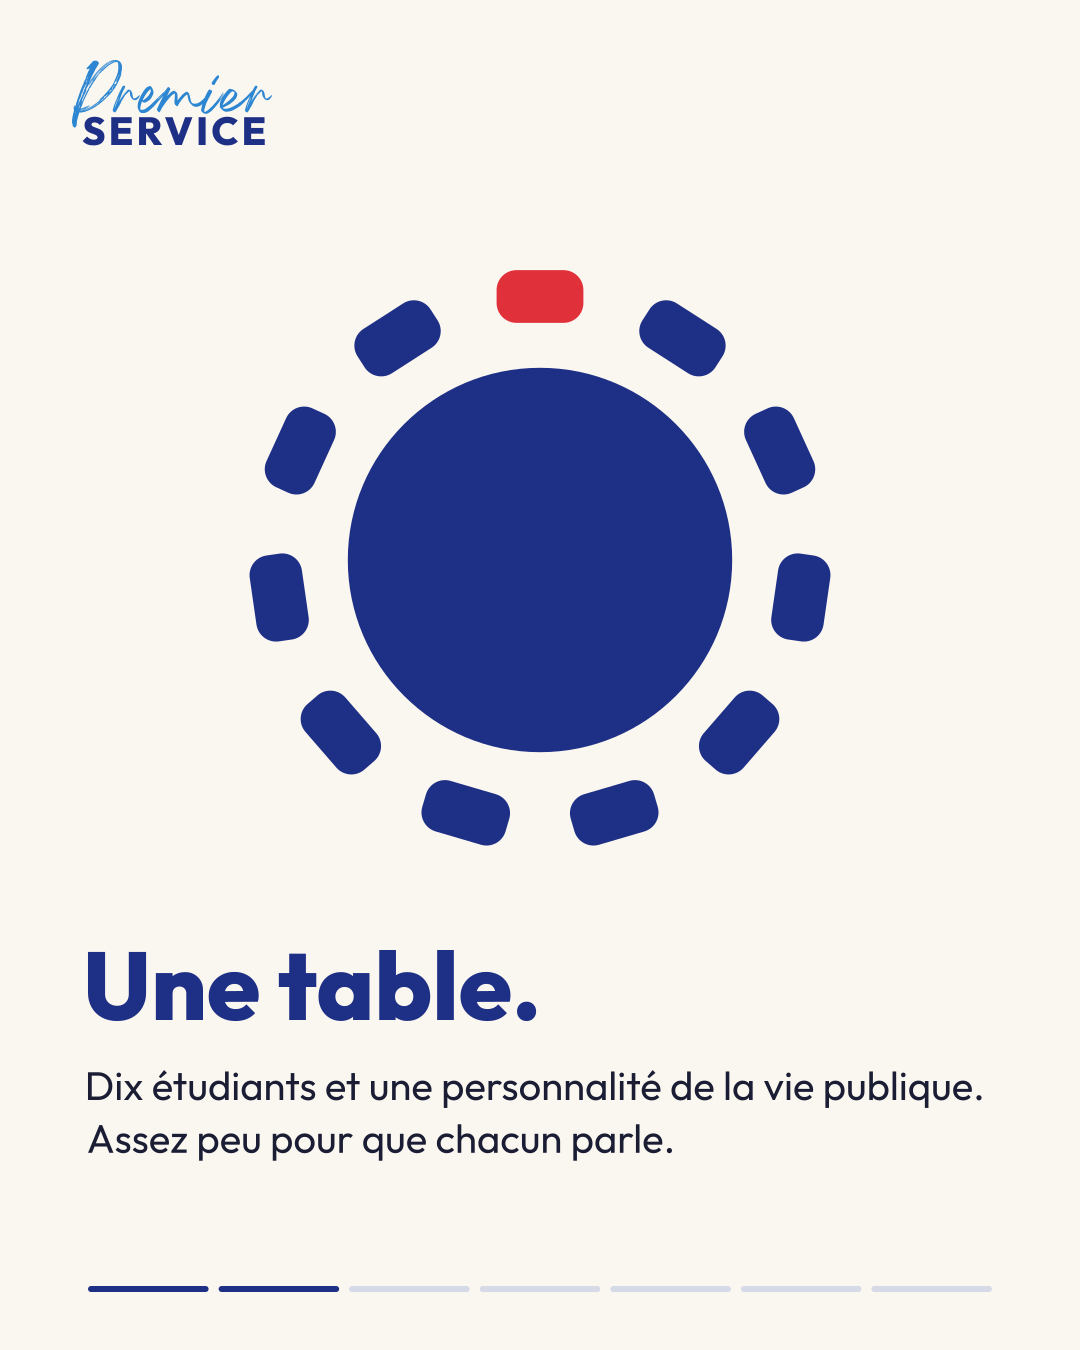 Premier
SERVICE
Une table.
Dix étudiants et une personnalité de la vie publique.
Assez peu pour que chacun parle.